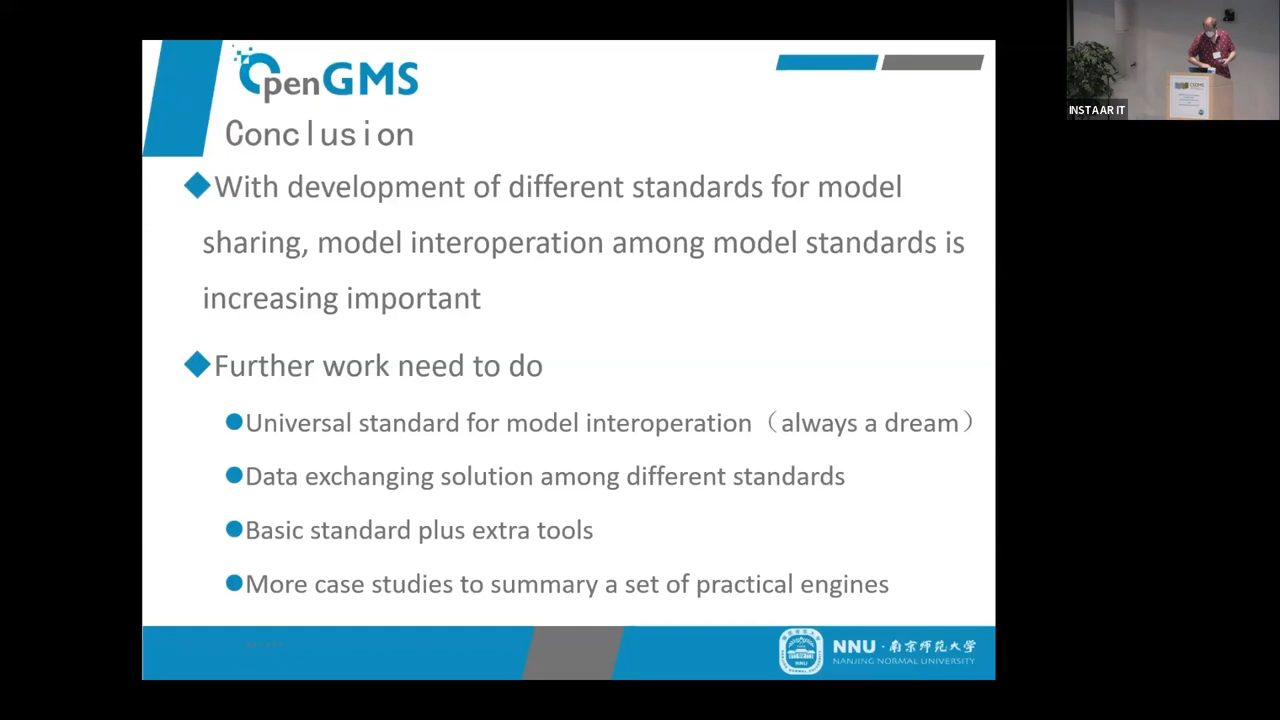 OpenGMS
Conclusion
With development of different standards for model
sharing, model interoperation among model standards is
increasing important
Further work need to do
Universal standard for model interoperation（always a dream）
Data exchanging solution among different standards
Basic standard plus extra tools
More case studies to summary a set of practical engines
NNU
NNU · 南京师范大学
NANJING NORMAL UNIVERSITY
INSTAAR IT